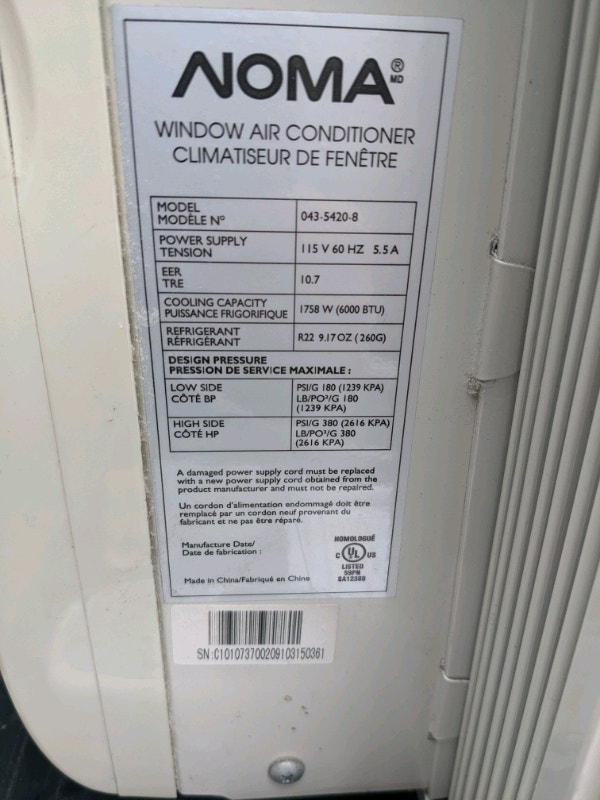 NOMA®
MD
WINDOW AIR CONDITIONER
CLIMATISEUR DE FENÊTRE
MODEL
MODÈLE N°
043-5420-8
POWER SUPPLY
TENSION
115 V 60 HZ 5.5 A
EER
TRE
10.7
COOLING CAPACITY
PUISSANCE FRIGORIFIQUE
1758 W (6000 BTU)
REFRIGERANT
RÉFRIGÉRANT
R22 9.17 OZ (260G)
DESIGN PRESSURE
PRESSION DE SERVICE MAXIMALE :
LOW SIDE
CÔTÉ BP
PSI/G 180 (1239 KPA)
LB/PO²/G 180
(1239 KPA)
HIGH SIDE
CÔTÉ HP
PSI/G 380 (2616 KPA)
LB/PO²/G 380
(2616 KPA)
A damaged power supply cord must be replaced
with a new power supply cord obtained from the
product manufacturer and must not be repaired.
Un cordon d'alimentation endommagé doit être
remplacé par un cordon neuf provenant du
fabricant et ne pas être réparé.
Manufacture Date/
Date de fabrication :
Made in China/Fabriqué en Chine
HOMOLOGUÉ
C UL US
LISTED
59PN
SA12388
SN:C101073700209103150361